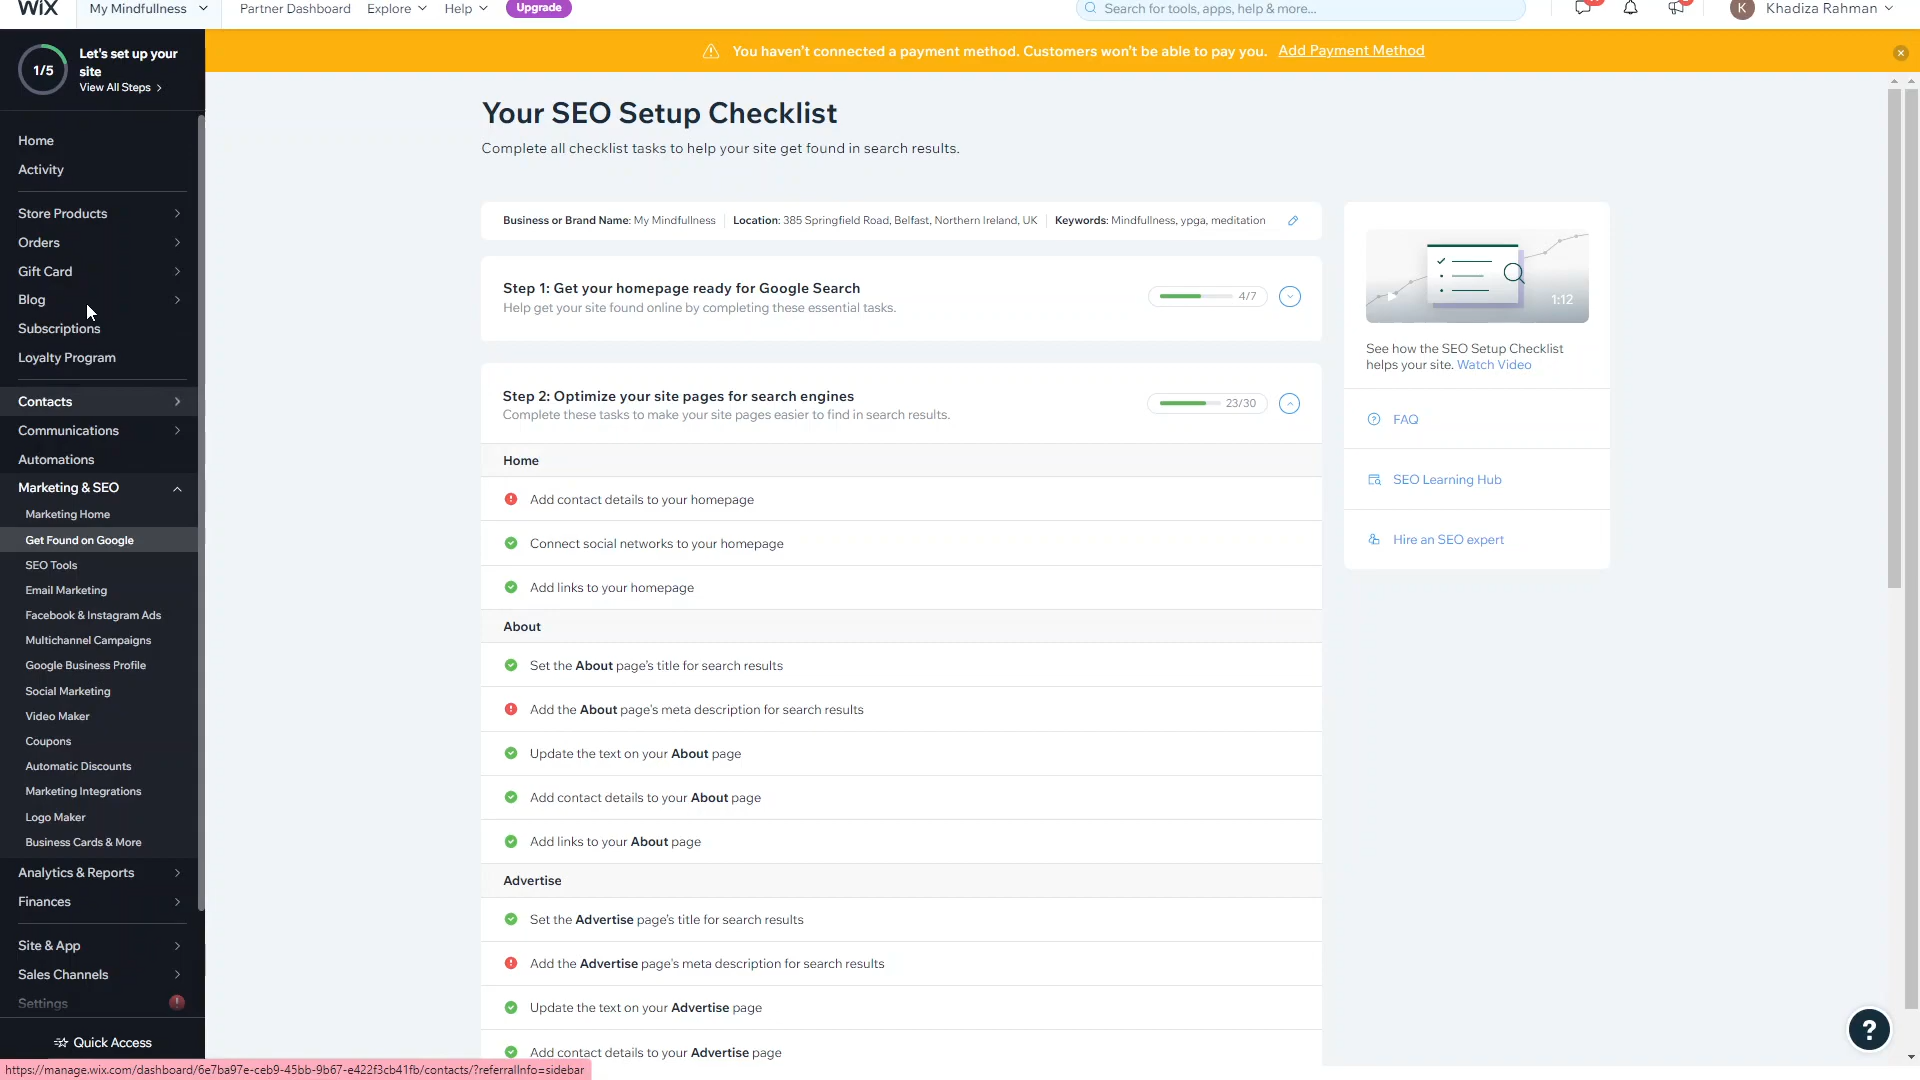 WIX My Mindfullness Partner Dashboard Explore Help Upgrade Search for tools, apps, help & more... K Khadiza Rahman
1/5 Let's set up your
site
View All Steps
You haven't connected a payment method. Customers won't be able to pay you. Add Payment Method
Home
Activity
Store Products
Orders
Gift Card
Blog
Subscriptions
Loyalty Program
Contacts
Communications
Automations
Marketing & SEO
Marketing Home
Get Found on Google
SEO Tools
Email Marketing
Facebook & Instagram Ads
Multichannel Campaigns
Google Business Profile
Social Marketing
Video Maker
Coupons
Automatic Discounts
Marketing Integrations
Logo Maker
Business Cards & More
Analytics & Reports
Finances
Site & App
Sales Channels
Settings
Quick Access
Your SEO Setup Checklist
Complete all checklist tasks to help your site get found in search results.
Business or Brand Name: My Mindfullness Location: 385 Springfield Road, Belfast, Northern Ireland, UK Keywords: Mindfullness, ypga, meditation
Step 1: Get your homepage ready for Google Search
Help get your site found online by completing these essential tasks.
4/7
Step 2: Optimize your site pages for search engines
Complete these tasks to make your site pages easier to find in search results.
23/30
Home
Add contact details to your homepage
Connect social networks to your homepage
Add links to your homepage
About
Set the About page's title for search results
Add the About page's meta description for search results
Update the text on your About page
Add contact details to your About page
Add links to your About page
Advertise
Set the Advertise page's title for search results
Add the Advertise page's meta description for search results
Update the text on your Advertise page
Add contact details to your Advertise page
1:12
See how the SEO Setup Checklist
helps your site. Watch Video
FAQ
SEO Learning Hub
Hire an SEO expert
?
https://manage.wix.com/dashboard/6e7ba97e-ceb9-45bb-9b67-e422f3cb41fb/contacts/?referralInfo=sidebar